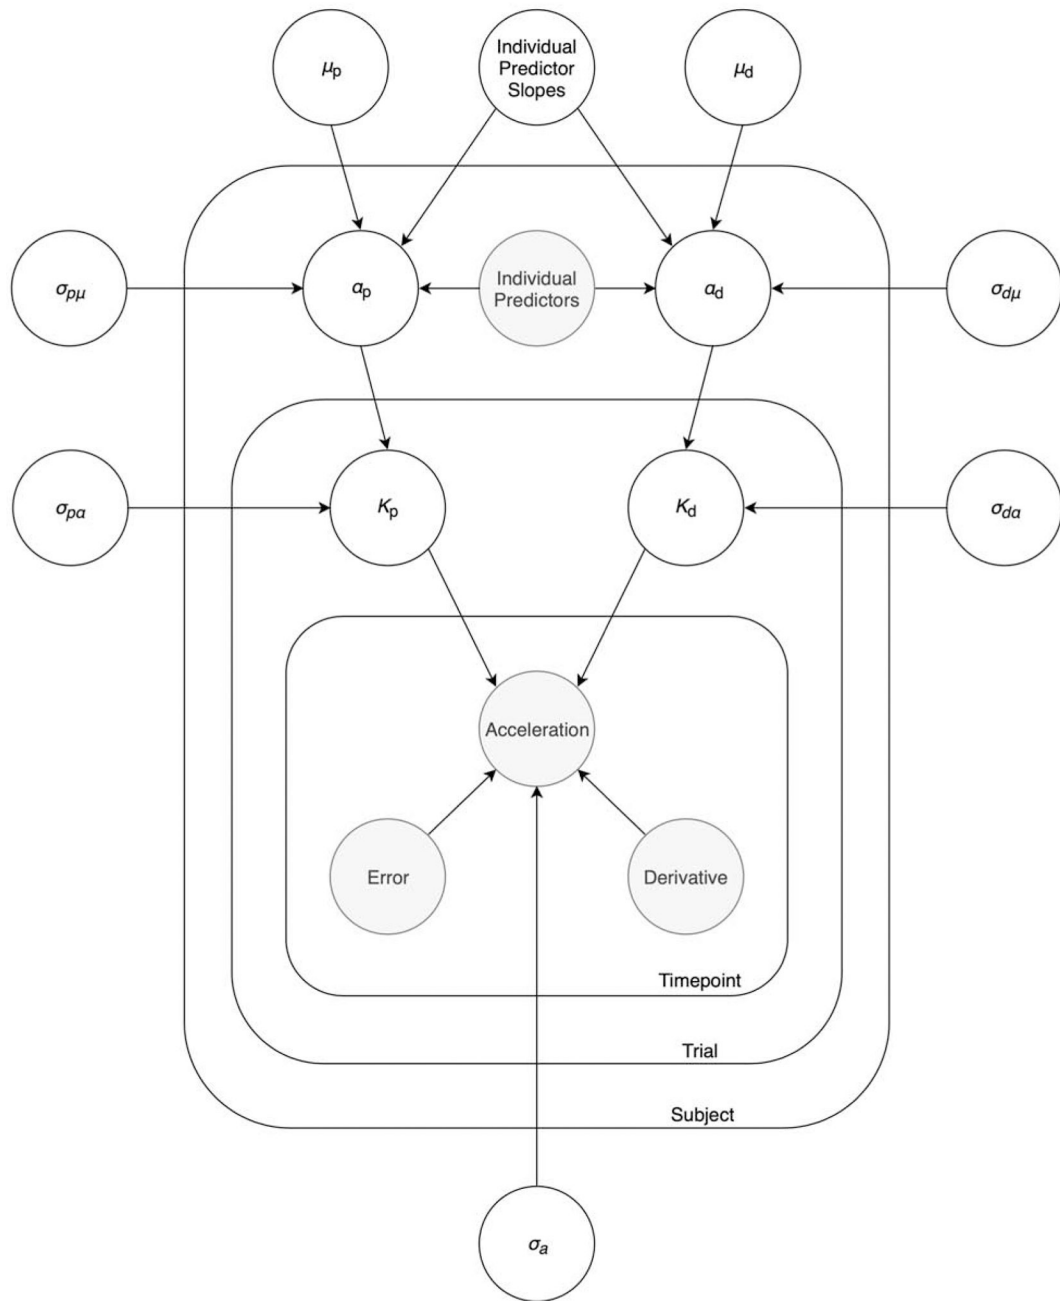 μp
Individual
Predictor
Slopes
μd
σpμ
αp
Individual
Predictors
αd
σdμ
σpα
Kp
Kd
σdα
Acceleration
Error
Derivative
Timepoint
Trial
Subject
σa